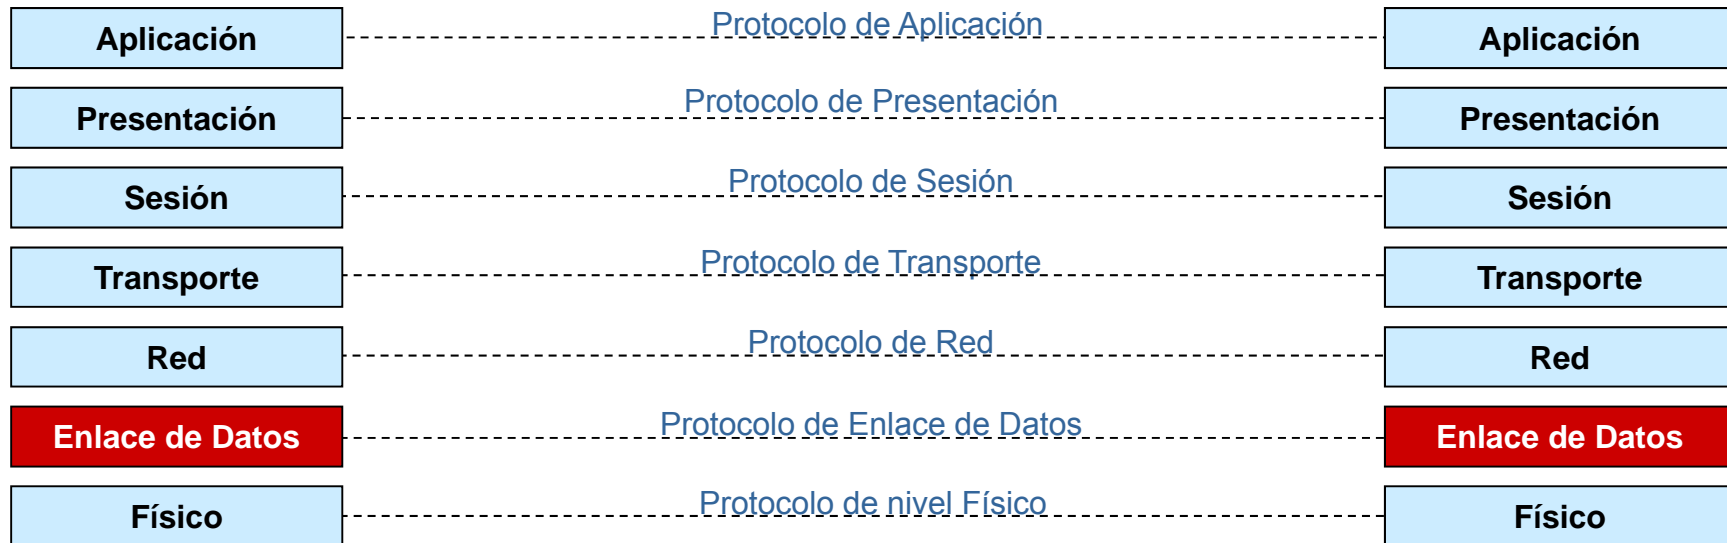 Aplicación Protocolo de Aplicación Aplicación
Presentación Protocolo de Presentación Presentación
Sesión Protocolo de Sesión Sesión
Transporte Protocolo de Transporte Transporte
Red Protocolo de Red Red
Enlace de Datos Protocolo de Enlace de Datos Enlace de Datos
Físico Protocolo de nivel Físico Físico